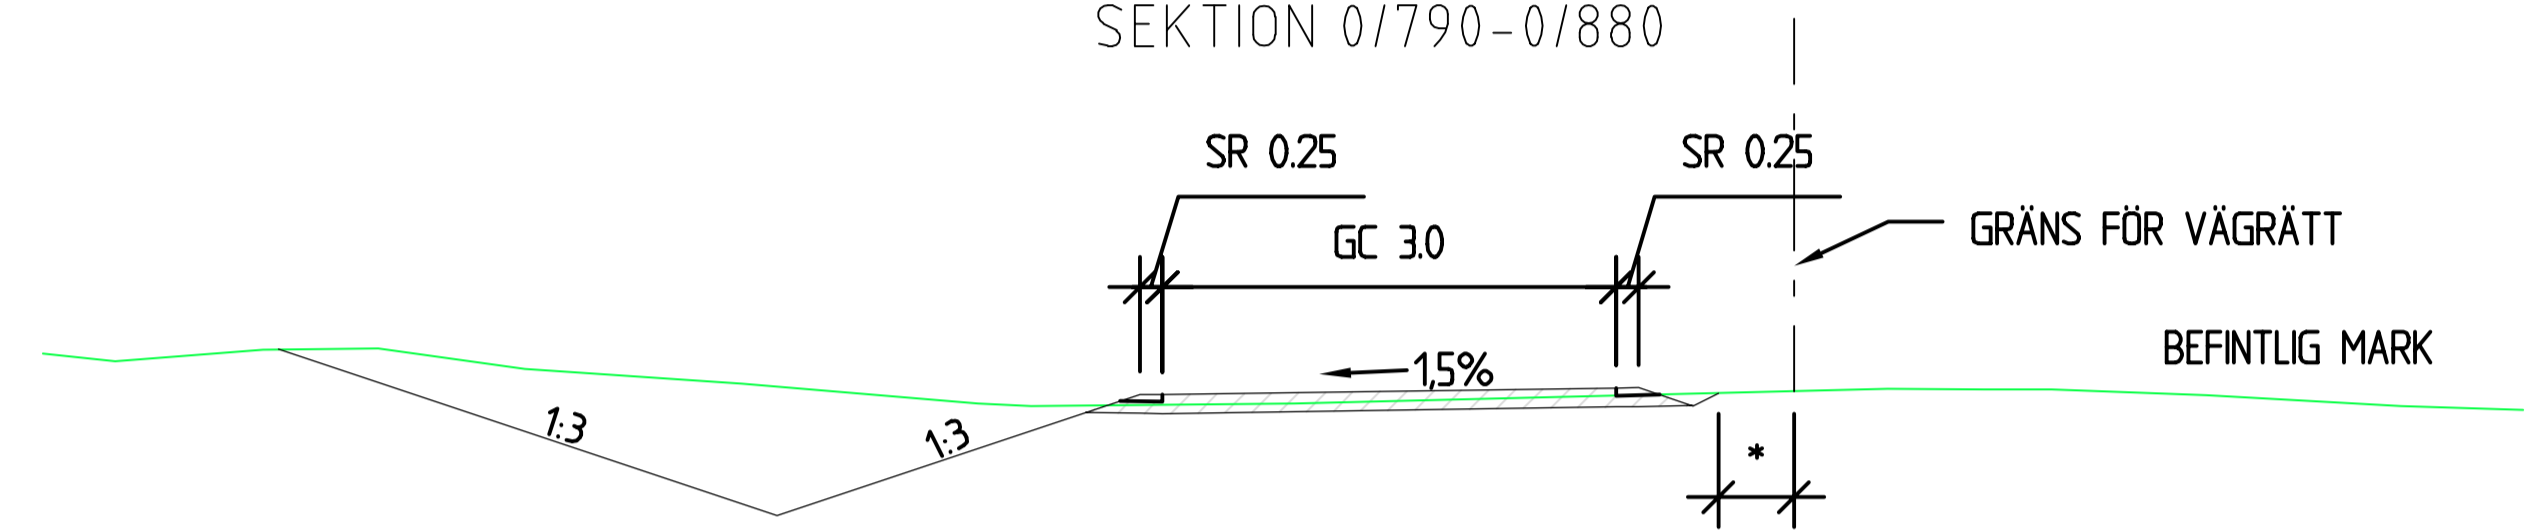 SEKTION 0/790-0/880
SR 0.25
SR 0.25
GC 3.0
GRÄNS FÖR VÄGRÄTT
BEFINTLIG MARK
1,5%
1:3
1:3
*